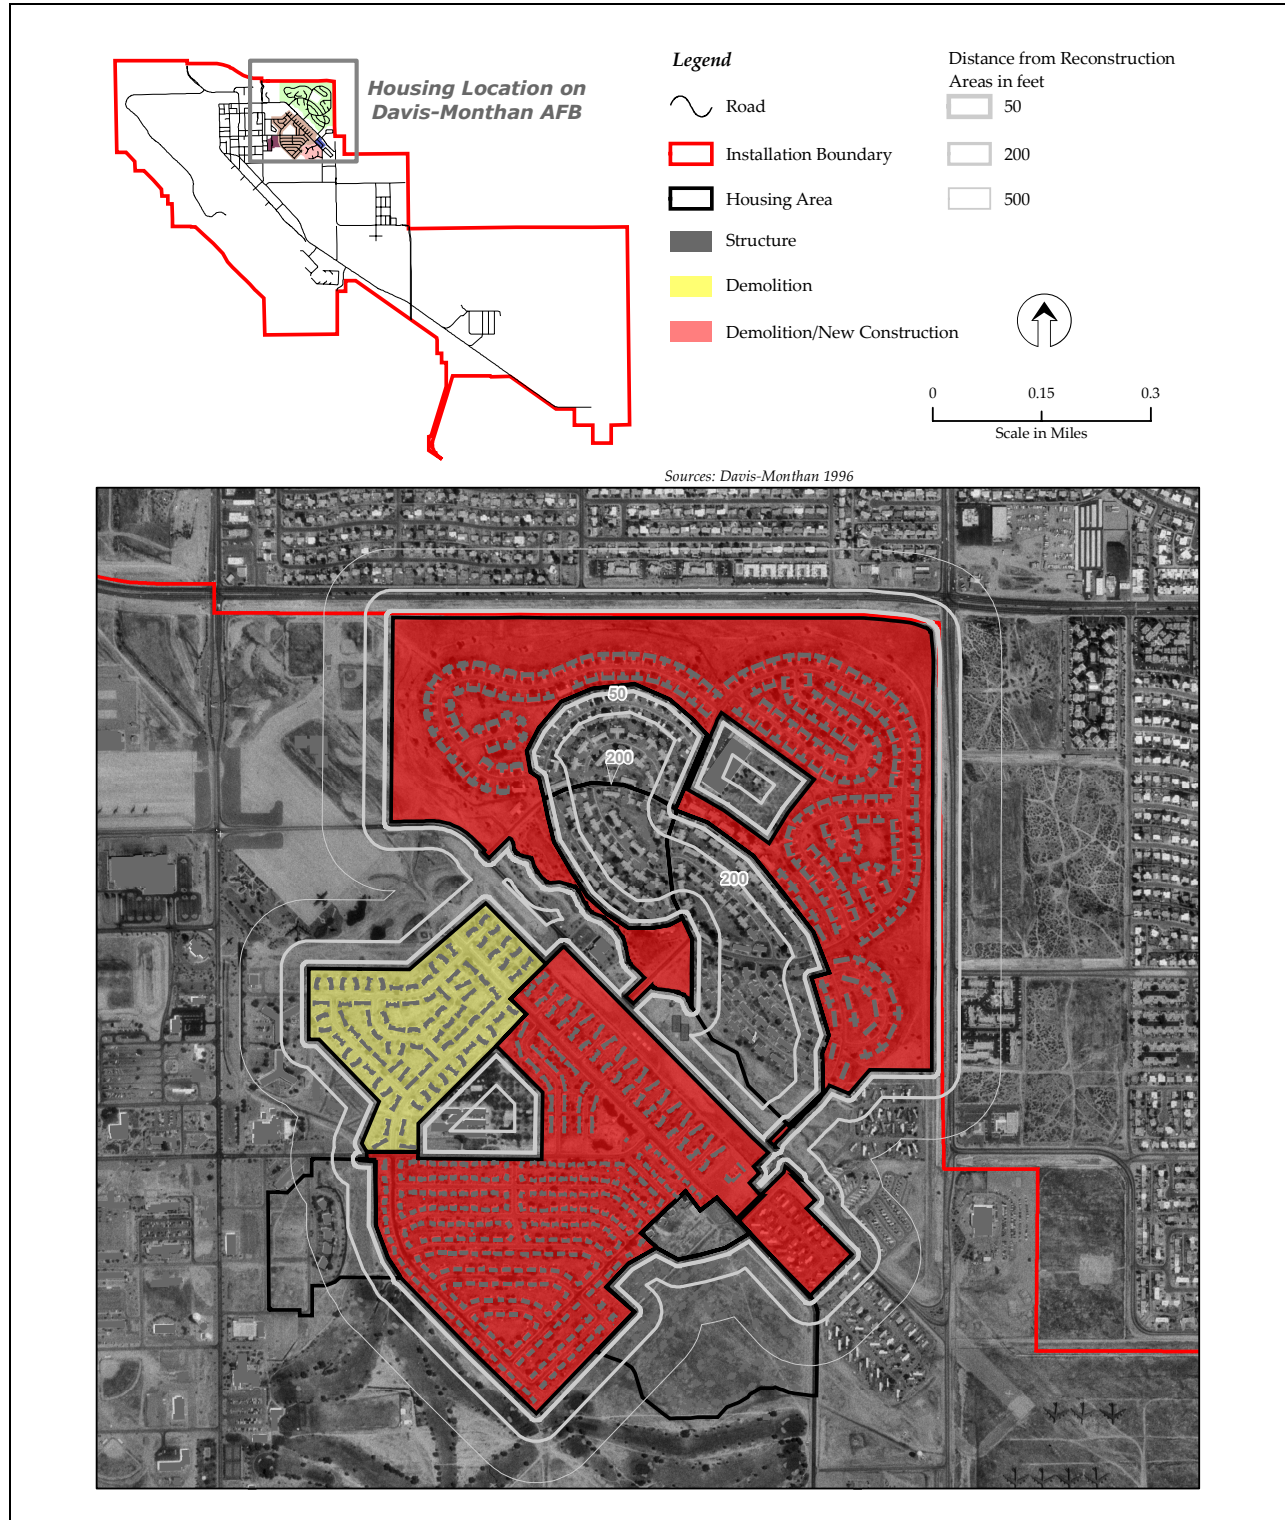 Housing Location on
Davis-Monthan AFB
Legend
Road
Installation Boundary
Housing Area
Structure
Demolition
Demolition/New Construction
Distance from Reconstruction
Areas in feet
50
200
500
0 0.15 0.3
Scale in Miles
Sources: Davis-Monthan 1996
50
200
200